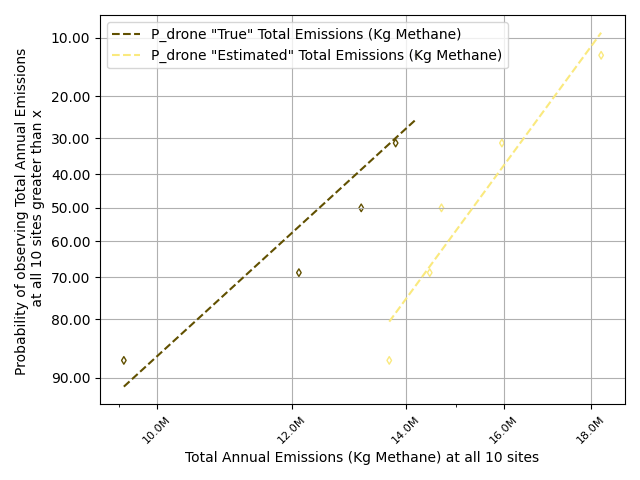 P_drone "True" Total Emissions (Kg Methane)
P_drone "Estimated" Total Emissions (Kg Methane)
Probability of observing Total Annual Emissions
at all 10 sites greater than x
10.00
20.00
30.00
40.00
50.00
60.00
70.00
80.00
90.00
10.0M
12.0M
14.0M
16.0M
18.0M
Total Annual Emissions (Kg Methane) at all 10 sites